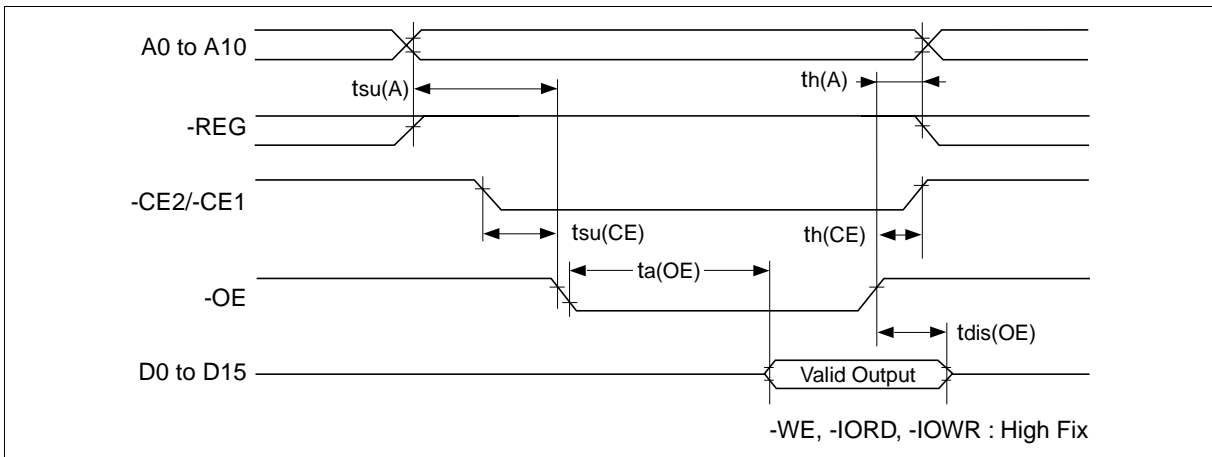 A0 to A10
tsu(A)
th(A)
-REG
-CE2/-CE1
tsu(CE)
th(CE)
ta(OE)
-OE
tdis(OE)
D0 to D15
Valid Output
-WE, -IORD, -IOWR : High Fix